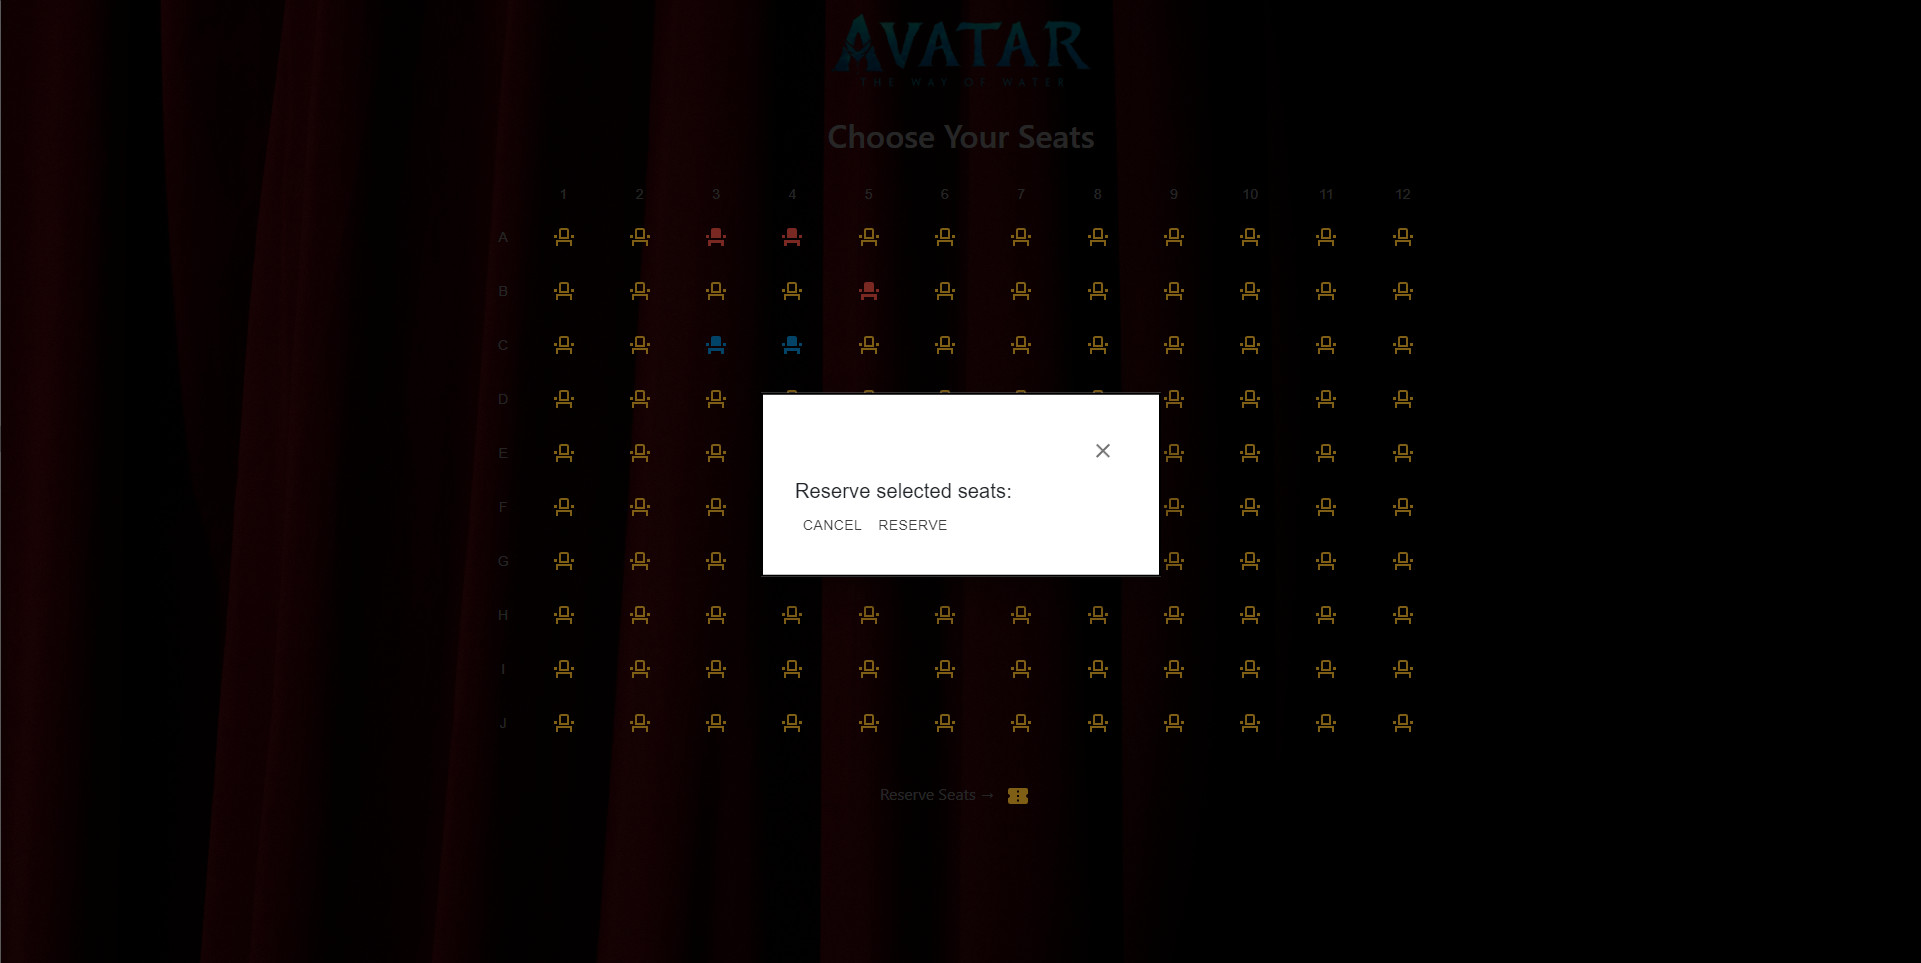 AVATAR
THE WAY OF WATER
Choose Your Seats
1 2 3 4 5 6 7 8 9 10 11 12
A
B
C
D
E
F
G
H
I
J
Reserve selected seats:
CANCEL RESERVE
Reserve Seats →